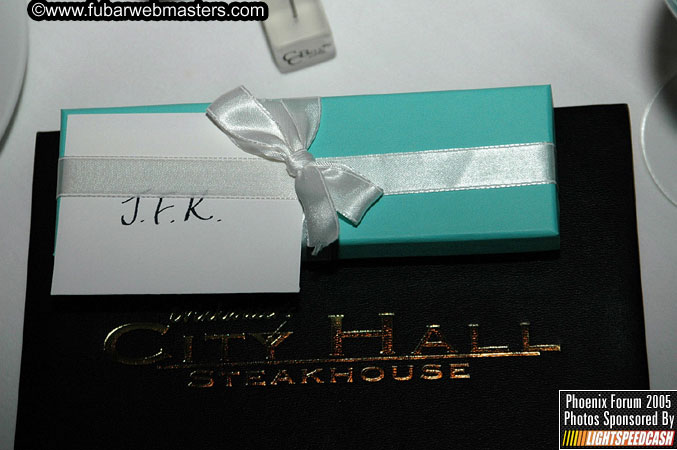 ©www.fubarwebmasters.com
J.F.K.
CITY HALL
STEAKHOUSE
Phoenix Forum 2005
Photos Sponsored By
LIGHTSPEEDCASH